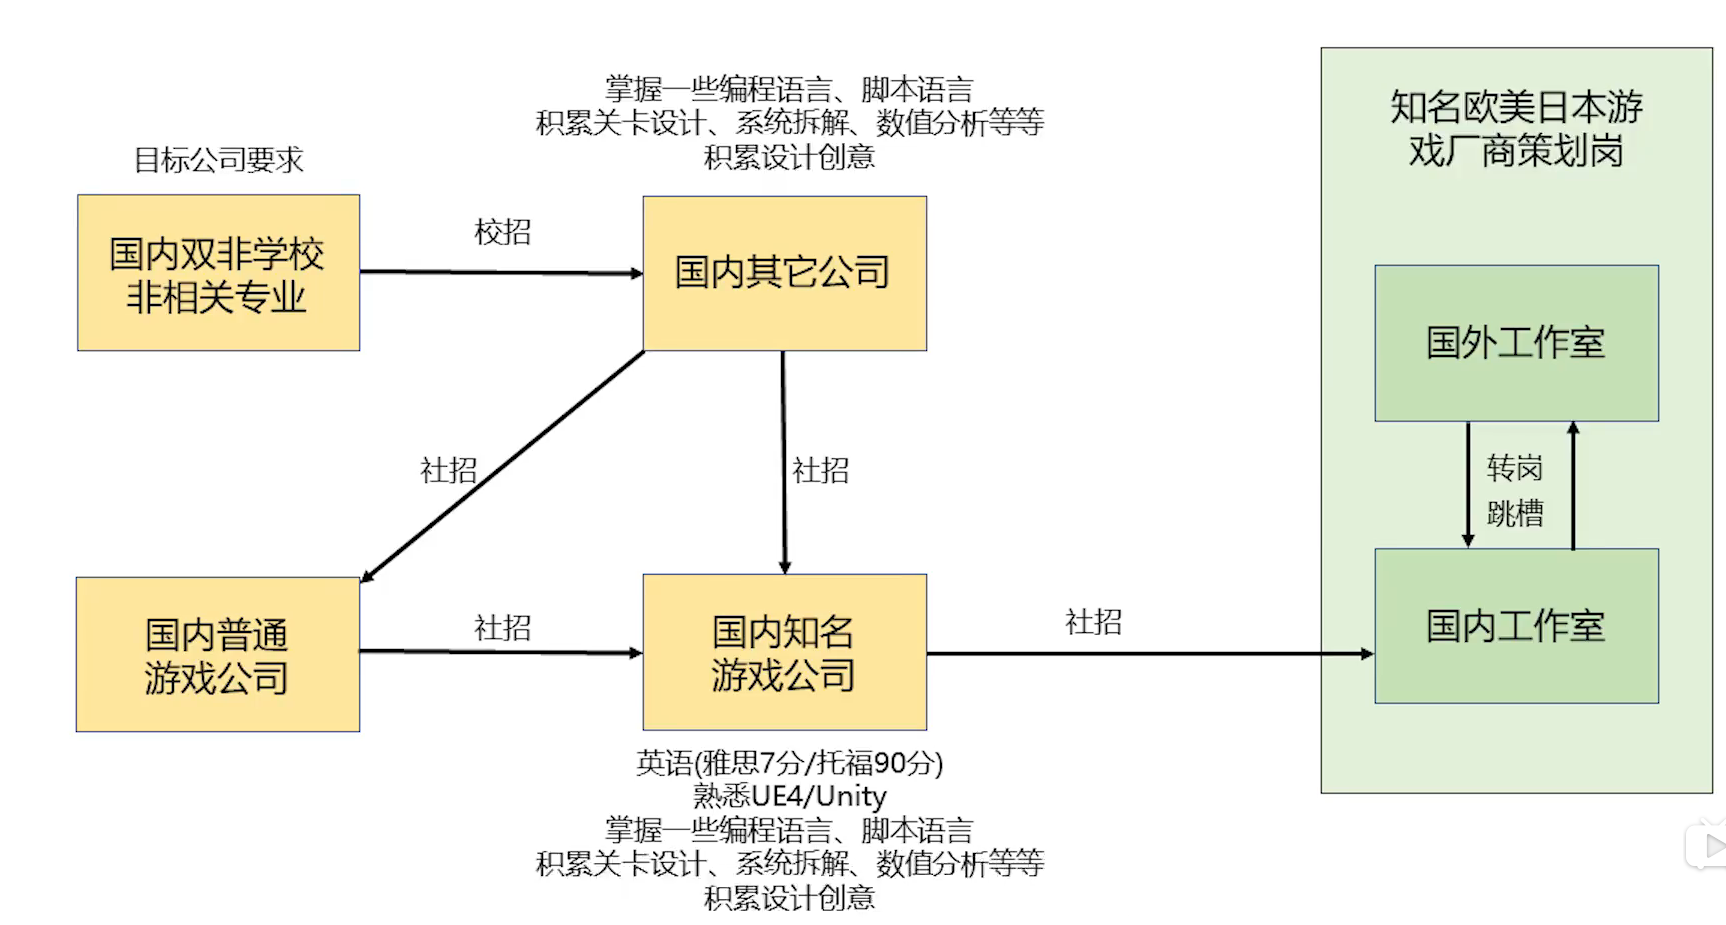 掌握一些编程语言、脚本语言
积累关卡设计、系统拆解、数值分析等等
积累设计创意
目标公司要求
国内双非学校
非相关专业
校招
国内其它公司
知名欧美日本游
戏厂商策划岗
国外工作室
社招
社招
转岗
跳槽
国内普通
游戏公司
社招
国内知名
游戏公司
社招
国内工作室
英语(雅思7分/托福90分)
熟悉UE4/Unity
掌握一些编程语言、脚本语言
积累关卡设计、系统拆解、数值分析等等
积累设计创意